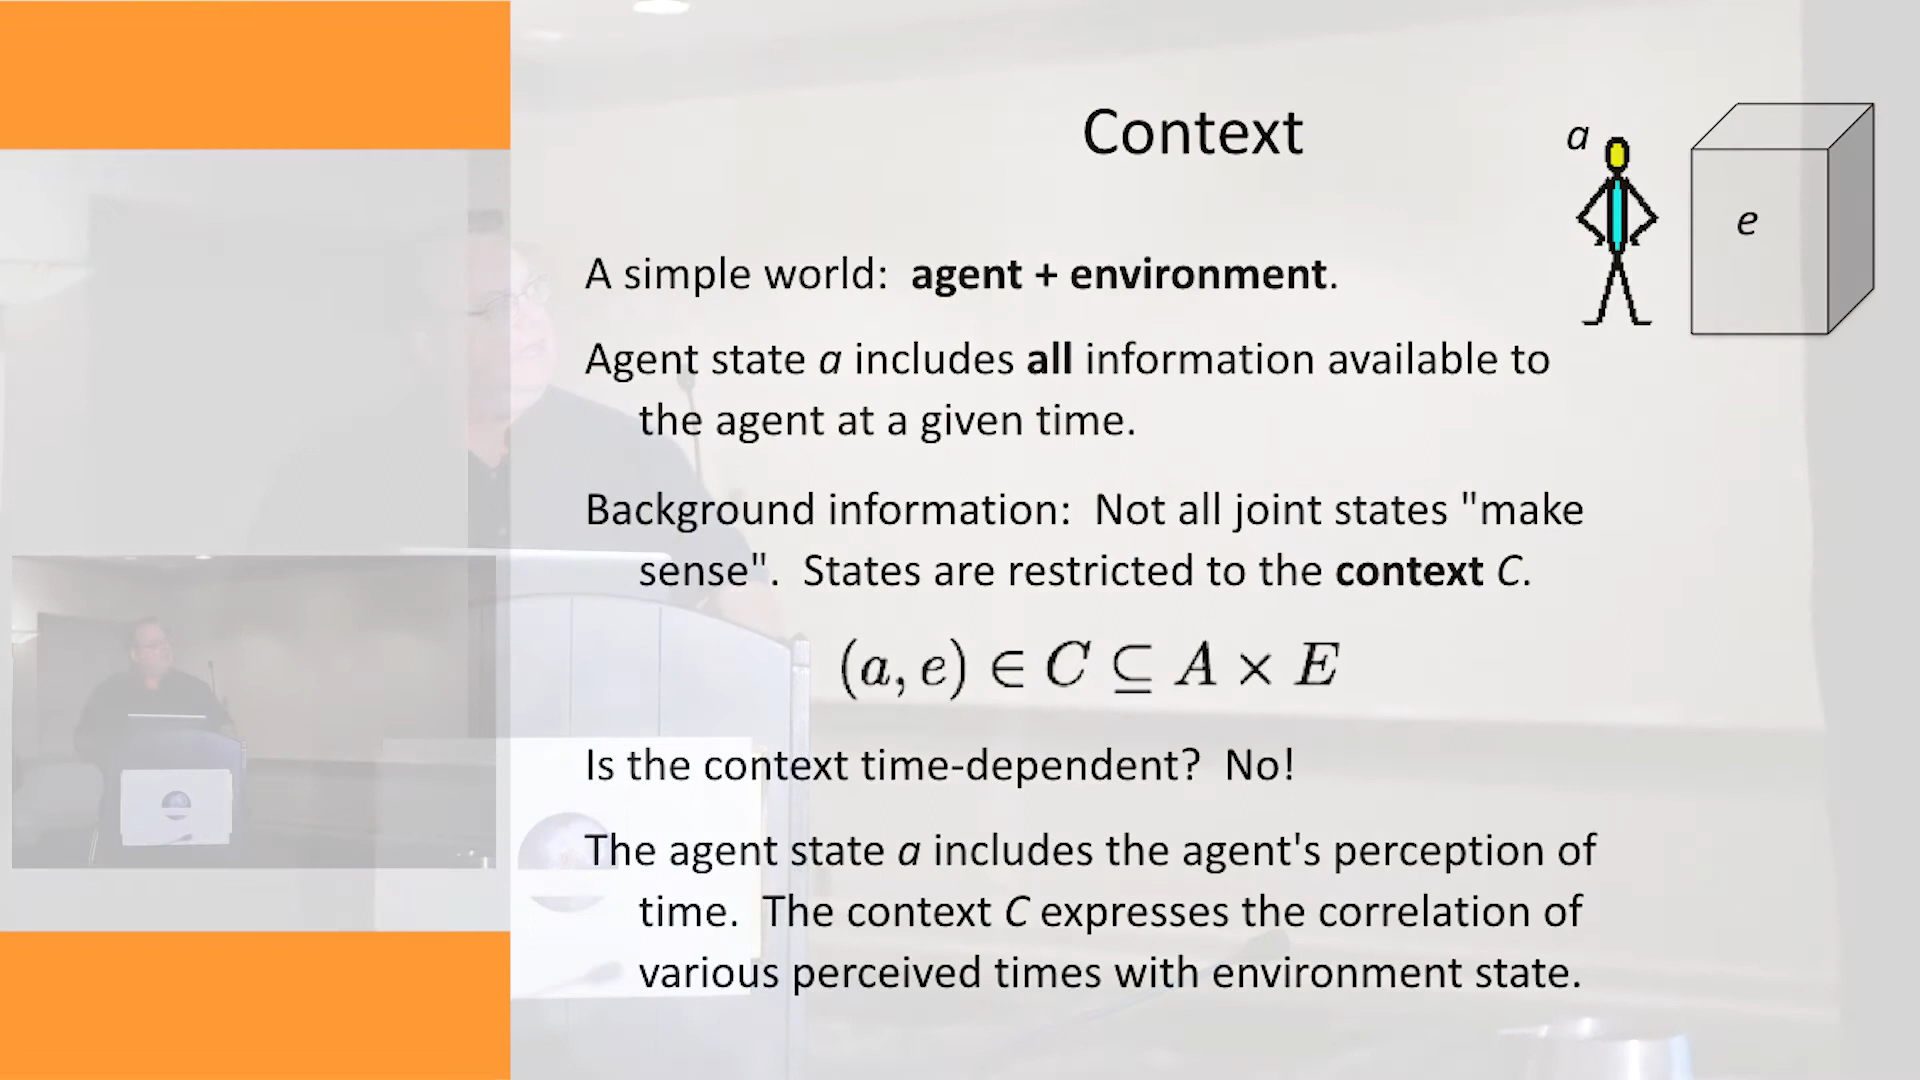 Context
a
e
A simple world:  agent + environment.
Agent state a includes all information available to
the agent at a given time.
Background information:  Not all joint states "make
sense".  States are restricted to the context C.
(a, e) ∈ C ⊆ A × E
Is the context time-dependent?  No!
The agent state a includes the agent's perception of
time.  The context C expresses the correlation of
various perceived times with environment state.